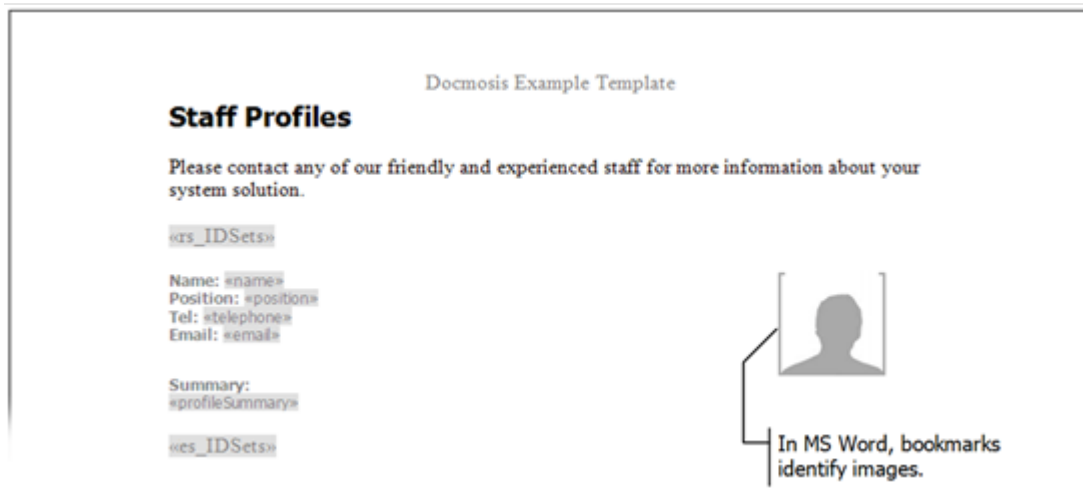 Docmosis Example Template
Staff Profiles
Please contact any of our friendly and experienced staff for more information about your
system solution.
«rs_IDSets»
Name: «name»
Position: «position»
Tel: «telephone»
Email: «email»
Summary:
«profileSummary»
«es_IDSets»
In MS Word, bookmarks
identify images.